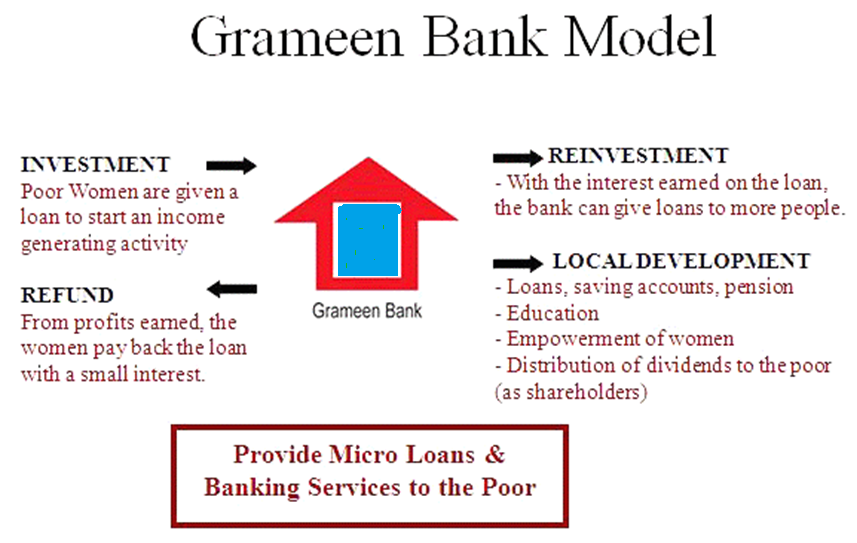 Grameen Bank Model
INVESTMENT
Poor Women are given a
loan to start an income
generating activity
REFUND
From profits earned, the
women pay back the loan
with a small interest.
Grameen Bank
REINVESTMENT
- With the interest earned on the loan,
the bank can give loans to more people.
LOCAL DEVELOPMENT
- Loans, saving accounts, pension
- Education
- Empowerment of women
- Distribution of dividends to the poor
(as shareholders)
Provide Micro Loans &
Banking Services to the Poor